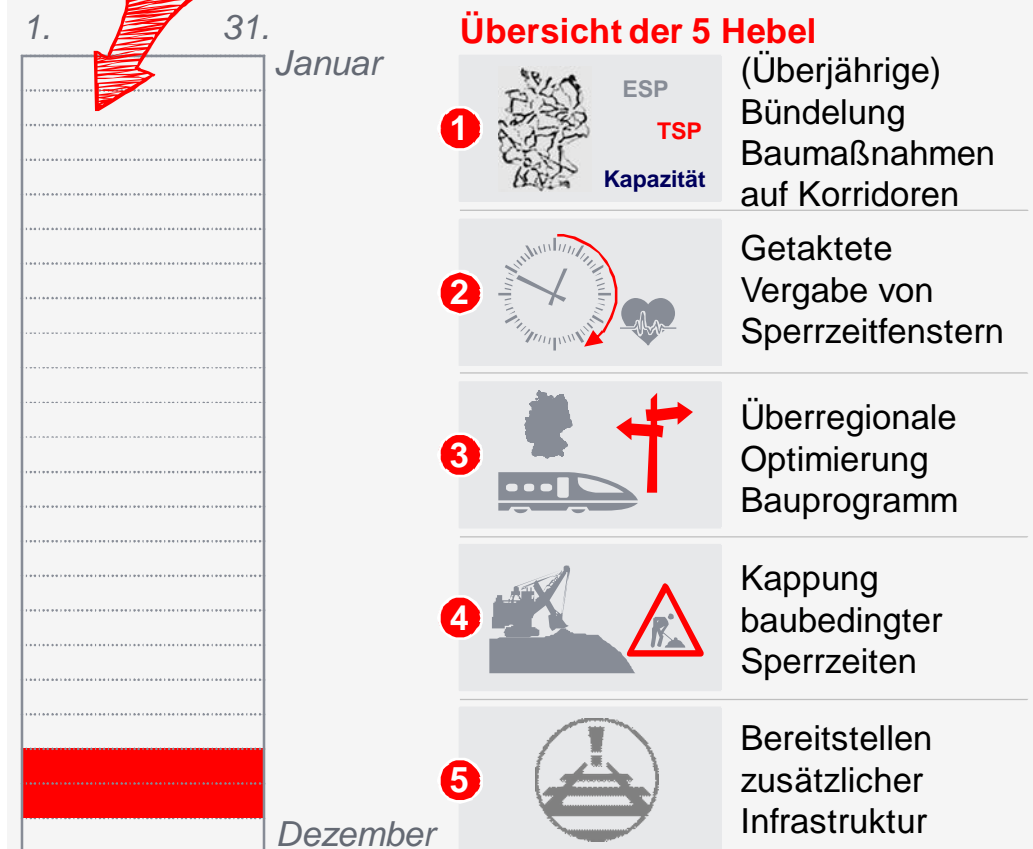 1.
31.
Januar
Dezember
Übersicht der 5 Hebel
1
ESP
TSP
Kapazität
(Überjährige)
Bündelung
Baumaßnahmen
auf Korridoren
2
Getaktete
Vergabe von
Sperrzeitfenstern
3
Überregionale
Optimierung
Bauprogramm
4
Kappung
baubedingter
Sperrzeiten
5
Bereitstellen
zusätzlicher
Infrastruktur